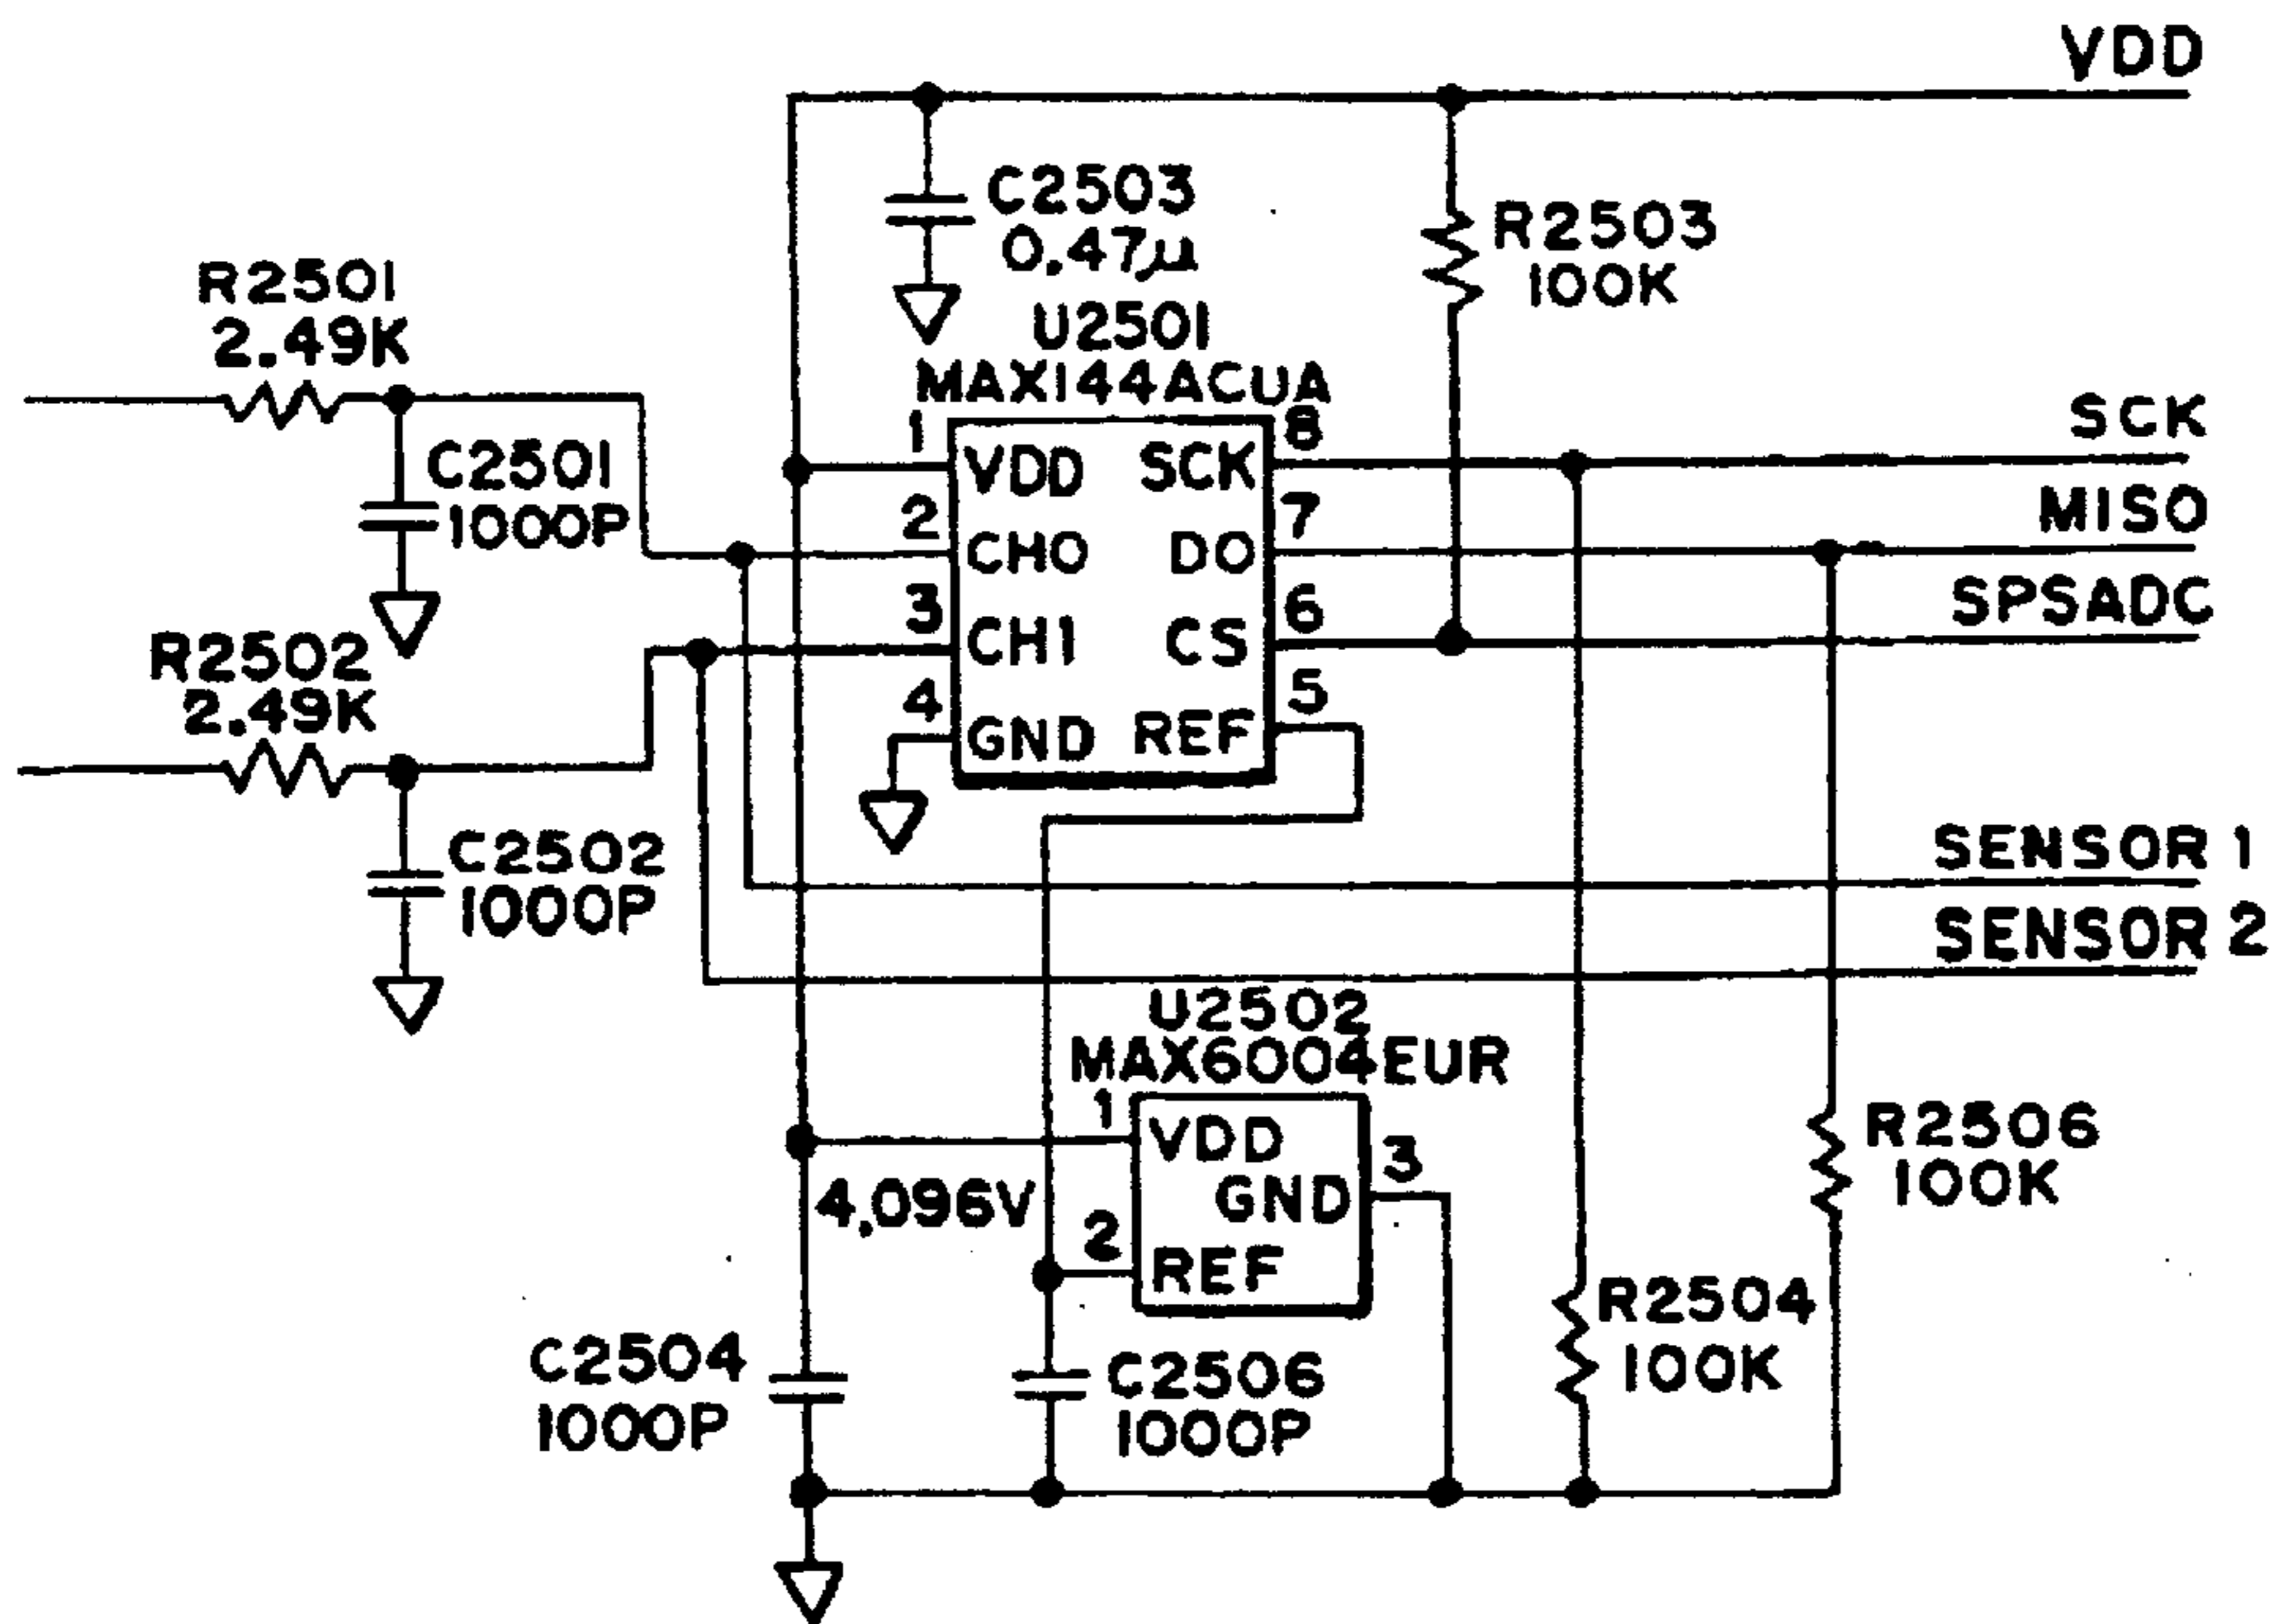 VDD
C2503
0.47µ
R2503
100K
R2501
2.49K
U2501
MAX144ACUA
C2501
1000P
1
VDD
SCK
8
SCK
2
CH0
DO
7
MISO
3
CH1
CS
6
SPSADC
4
GND
REF
5
R2502
2.49K
C2502
1000P
SENSOR 1
SENSOR 2
U2502
MAX6004EUR
1
VDD
GND
3
4.096V
2
REF
R2506
100K
R2504
100K
C2504
1000P
C2506
1000P